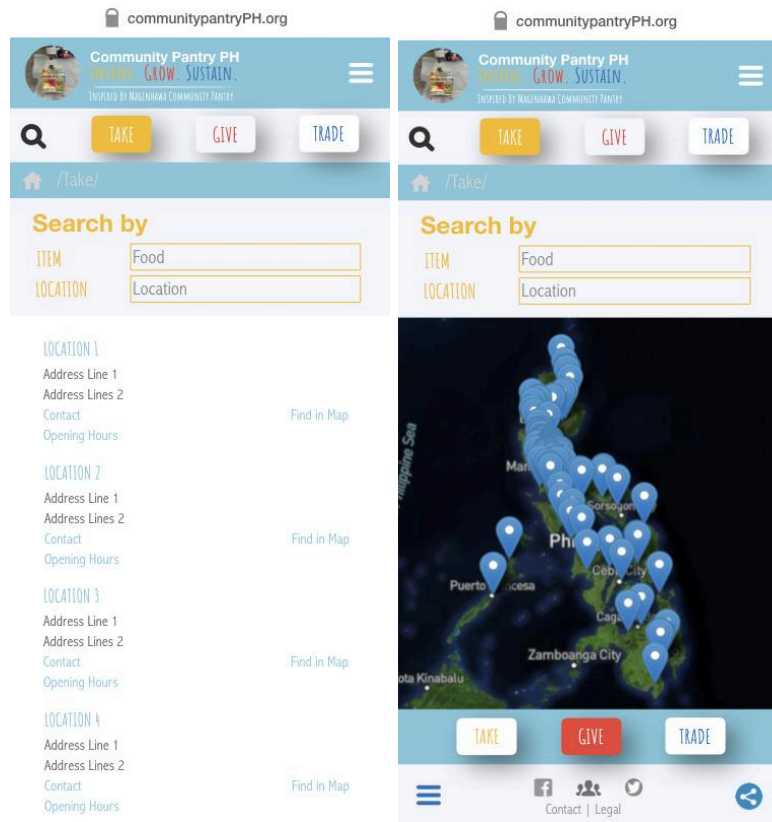 communitypantryPH.org
Community Pantry PH
INSPIRE. GROW. SUSTAIN.
INSPIRED BY MAGINHAWA COMMUNITY PANTRY
TAKE GIVE TRADE
/Take/
Search by
ITEM Food
LOCATION Location
LOCATION 1
Address Line 1
Address Lines 2
Contact Find in Map
Opening Hours
LOCATION 2
Address Line 1
Address Lines 2
Contact Find in Map
Opening Hours
LOCATION 3
Address Line 1
Address Lines 2
Contact Find in Map
Opening Hours
LOCATION 4
Address Line 1
Address Lines 2
Contact Find in Map
Opening Hours
communitypantryPH.org
Community Pantry PH
INSPIRE. GROW. SUSTAIN.
INSPIRED BY MAGINHAWA COMMUNITY PANTRY
TAKE GIVE TRADE
/Take/
Search by
ITEM Food
LOCATION Location
Sorsogon
Cebu City
Zamboanga City
TAKE GIVE TRADE
Contact | Legal